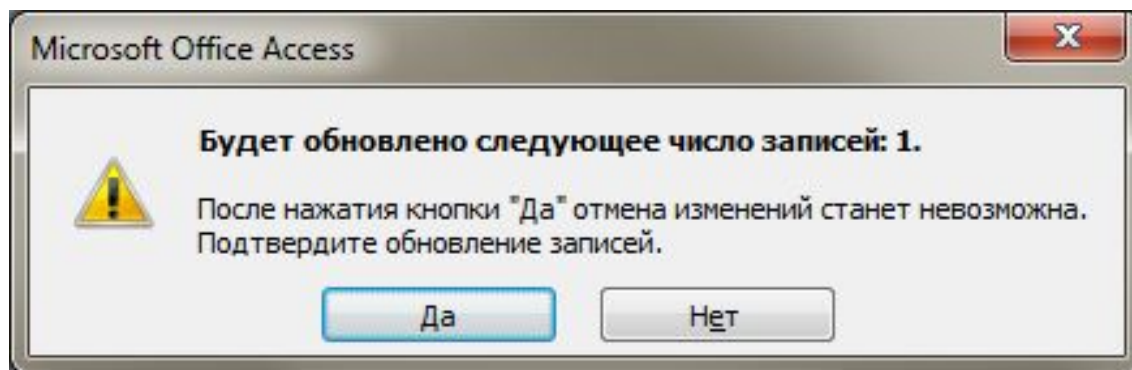 Microsoft Office Access
Будет обновлено следующее число записей: 1.
После нажатия кнопки "Да" отмена изменений станет невозможна.
Подтвердите обновление записей.
Да
Нет